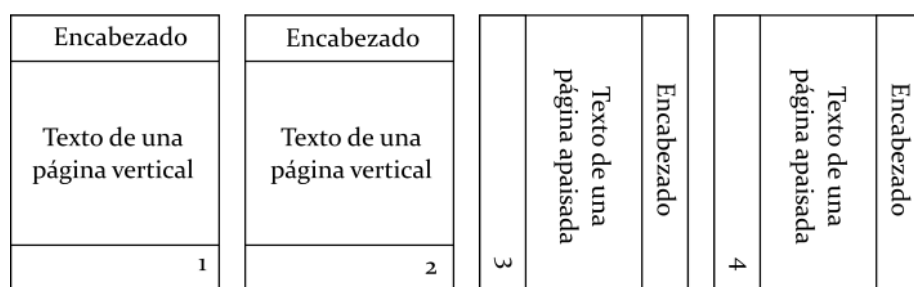 Encabezado
Texto de una
página vertical
1
Encabezado
Texto de una
página vertical
2
Encabezado
Texto de una
página apaisada
3
Encabezado
Texto de una
página apaisada
4